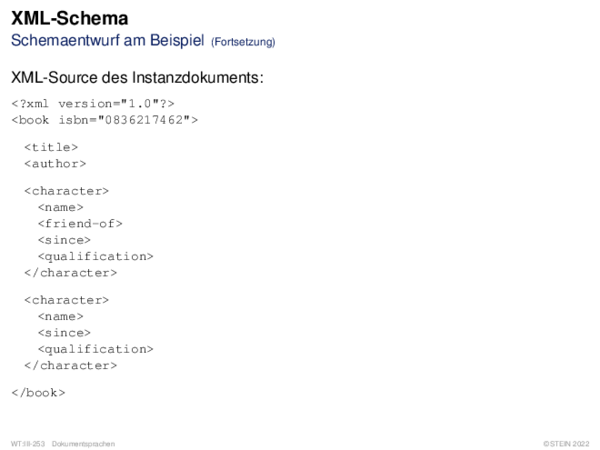 XML-Schema
Schemaentwurf am Beispiel (Fortsetzung)
XML-Source des Instanzdokuments:
<?xml version="1.0"?>
<book isbn="0836217462">
<title>
<author>
<character>
<name>
<friend-of>
<since>
<qualification>
</character>
<character>
<name>
<since>
<qualification>
</character>
</book>
WT:III-253 Dokumentsprachen
©STEIN 2022